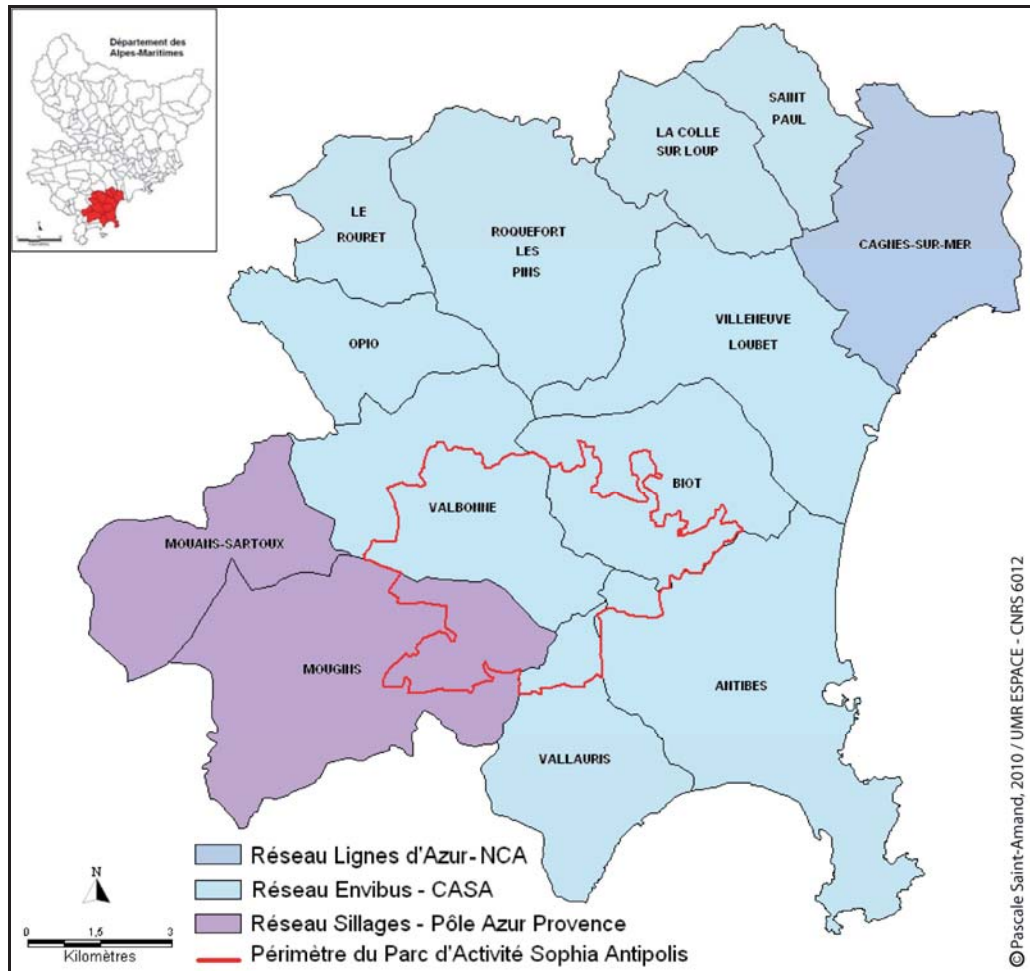 Département des
Alpes-Maritimes
SAINT
PAUL
LA COLLE
SUR LOUP
LE
ROURET
ROQUEFORT
LES
PINS
CAGNES-SUR-MER
VILLENEUVE
LOUBET
OPIO
BIOT
VALBONNE
MOUANS-SARTOUX
MOUGINS
ANTIBES
VALLAURIS
Réseau Lignes d'Azur-NCA
Réseau Envibus - CASA
Réseau Sillages - Pôle Azur Provence
Périmètre du Parc d'Activité Sophia Antipolis
N
0 1,5 3
Kilomètres
©Pascale Saint-Amand, 2010 / UMR ESPACE - CNRS 6012